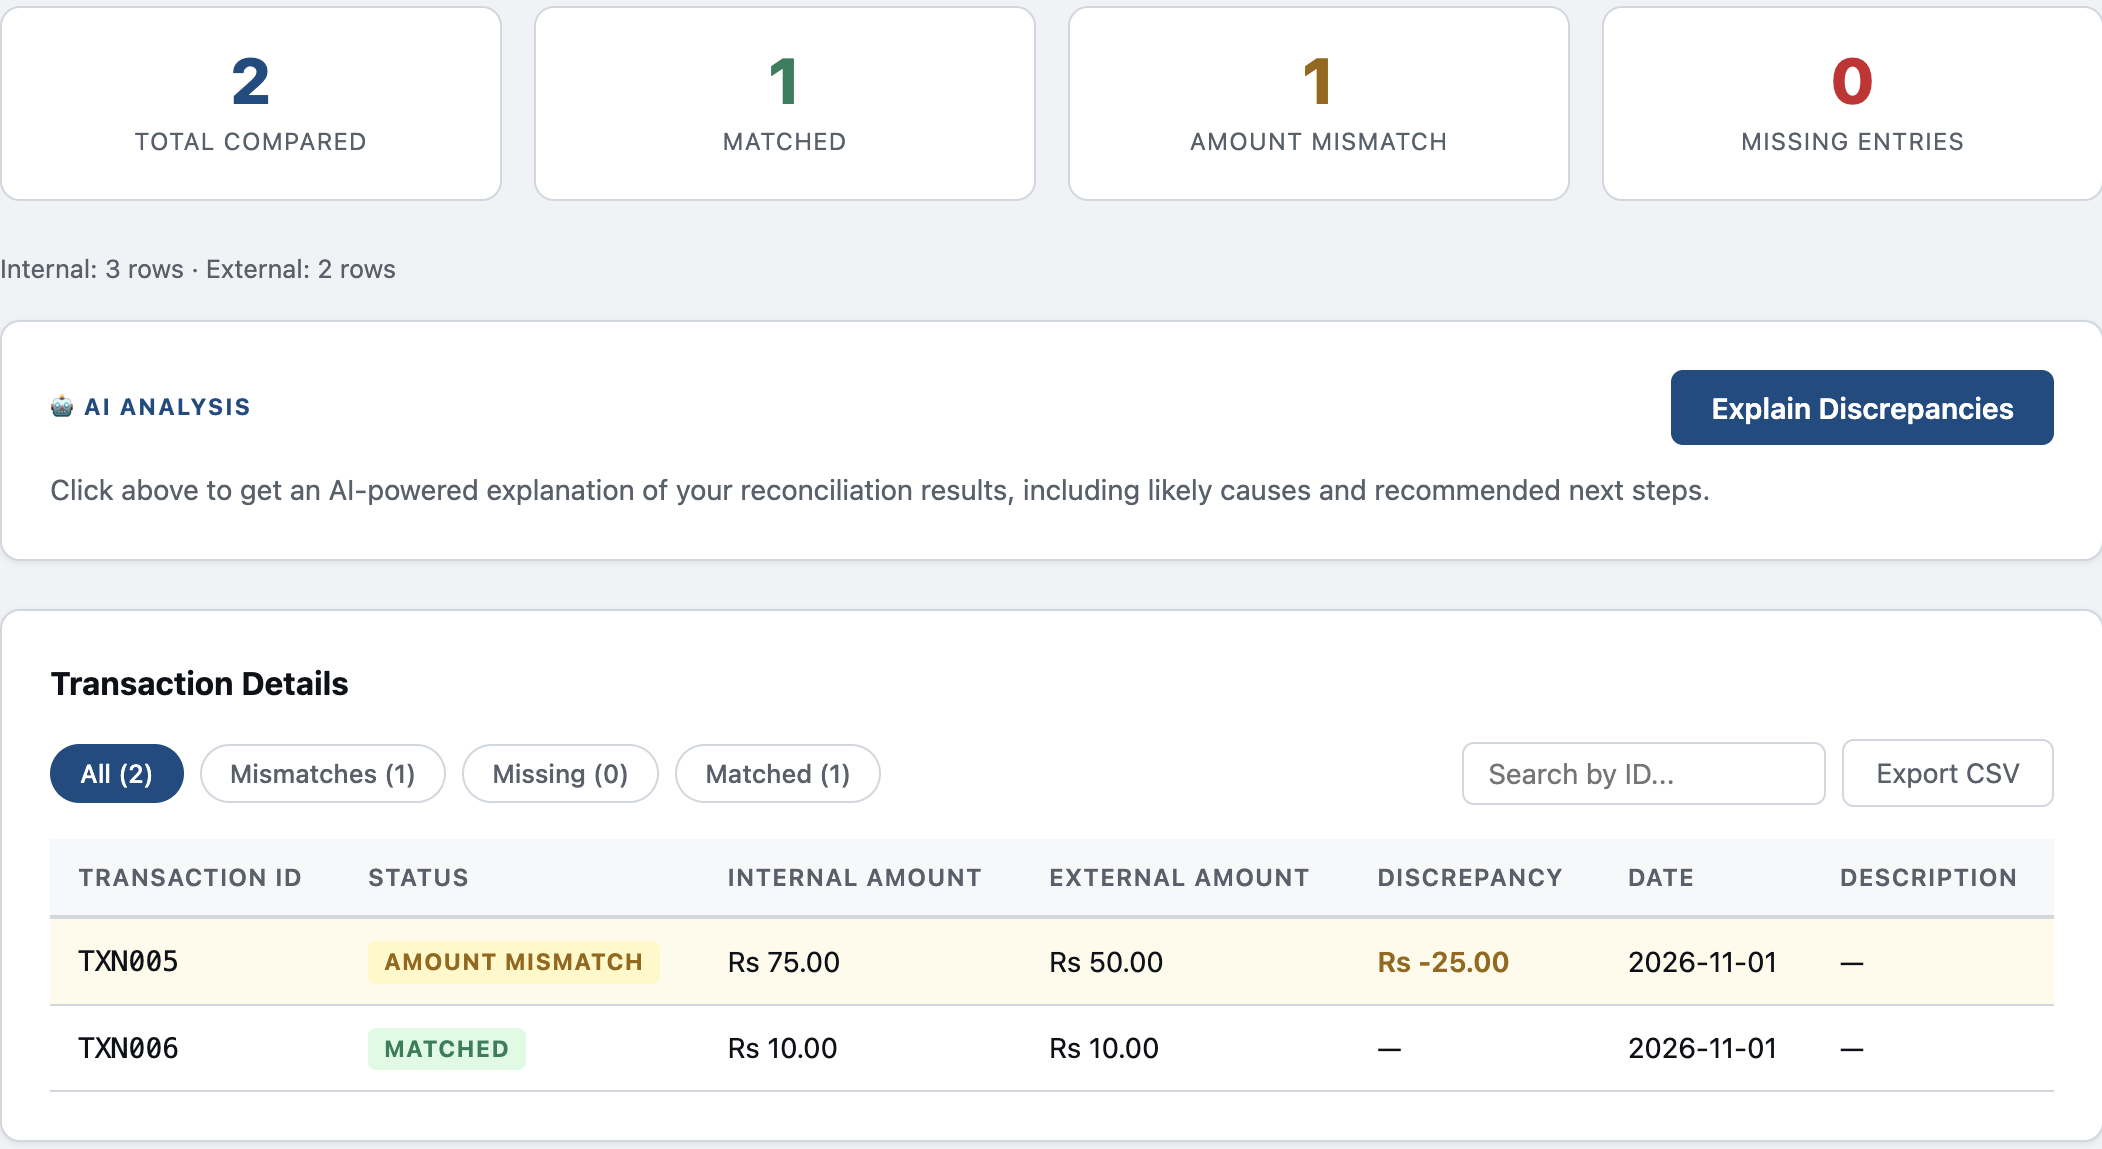 2
TOTAL COMPARED
1
MATCHED
1
AMOUNT MISMATCH
0
MISSING ENTRIES
Internal: 3 rows · External: 2 rows
🤖 AI ANALYSIS
Explain Discrepancies
Click above to get an AI-powered explanation of your reconciliation results, including likely causes and recommended next steps.
Transaction Details
All (2) Mismatches (1) Missing (0) Matched (1) Search by ID... Export CSV
TRANSACTION ID STATUS INTERNAL AMOUNT EXTERNAL AMOUNT DISCREPANCY DATE DESCRIPTION
TXN005 AMOUNT MISMATCH Rs 75.00 Rs 50.00 Rs -25.00 2026-11-01 —
TXN006 MATCHED Rs 10.00 Rs 10.00 — 2026-11-01 —